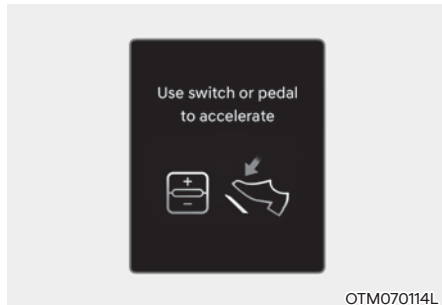 Use switch or pedal
to accelerate
+
−
OTM070114L